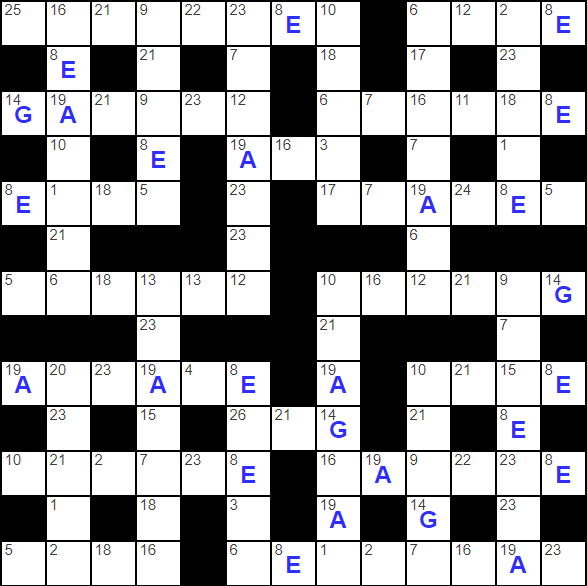 25 16 21 9 22 23 8 E 10 6 12 2 8 E
8 E 21 7 18 17 23
14 G 19 A 21 9 23 12 6 7 16 11 18 8 E
10 8 E 19 A 16 3 7 1
8 E 1 18 5 23 17 7 19 A 24 8 E 5
21 23 6
5 6 18 13 13 12 10 16 12 21 9 14 G
23 21 7
19 A 20 23 19 A 4 8 E 19 A 10 21 15 8 E
23 15 26 21 14 G 21 8 E
10 21 2 7 23 8 E 16 19 A 9 22 23 8 E
1 18 3 19 A 14 G 23
5 2 18 16 6 8 E 1 2 7 16 19 A 23